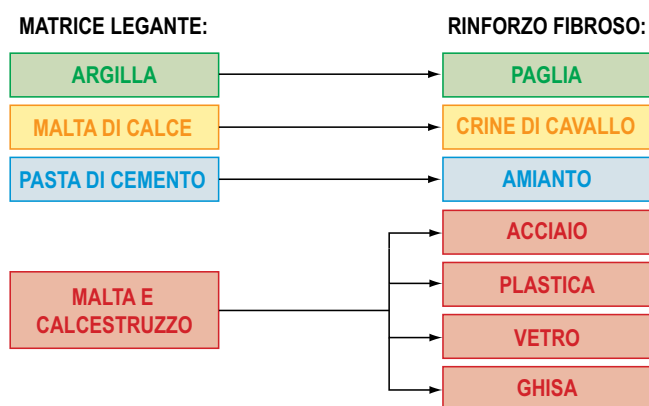 MATRICE LEGANTE:
RINFORZO FIBROSO:
ARGILLA
PAGLIA
MALTA DI CALCE
CRINE DI CAVALLO
PASTA DI CEMENTO
AMIANTO
MALTA E
CALCESTRUZZO
ACCIAIO
PLASTICA
VETRO
GHISA